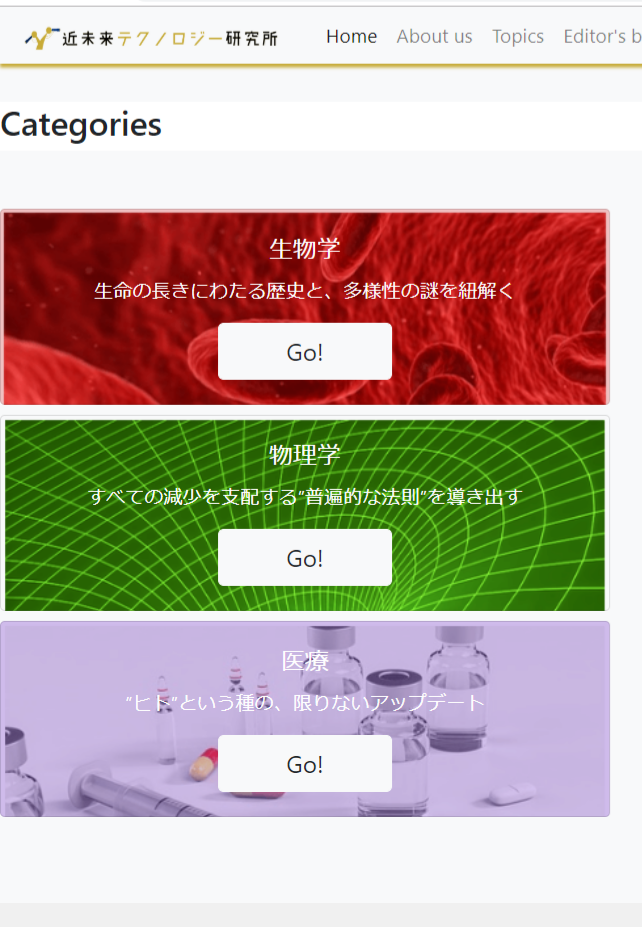 近未来テクノロジー研究所
Home About us Topics Editor's b
Categories
生物学
生命の長きにわたる歴史と、多様性の謎を紐解く
Go!
物理学
すべての減少を支配する”普遍的な法則”を導き出す
Go!
医療
”ヒト”という種の、限りないアップデート
Go!